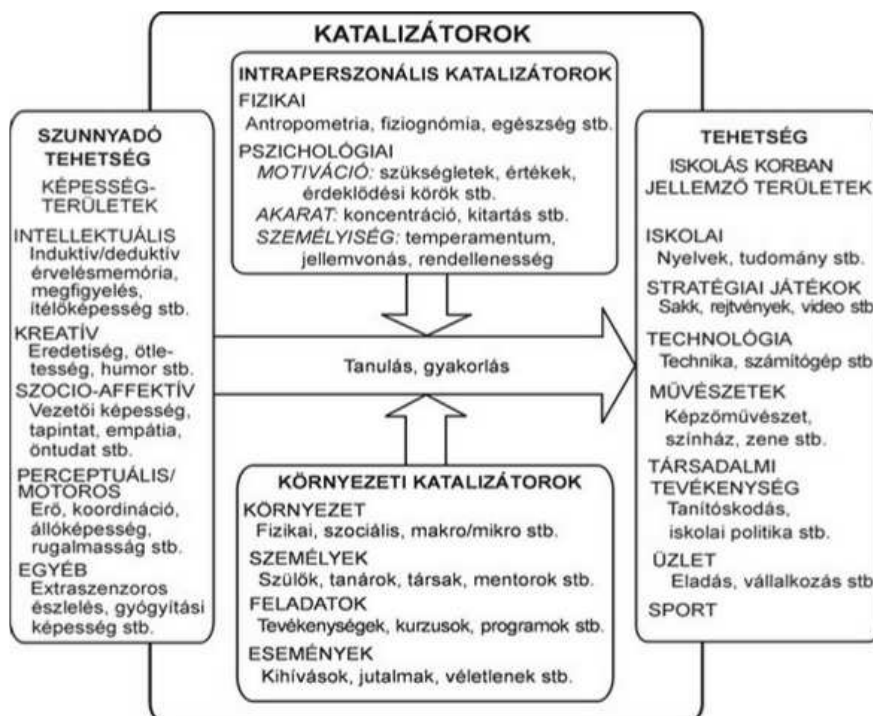 KATALIZÁTOROK
INTRAPERSZONÁLIS KATALIZÁTOROK
FIZIKAI
Antropometria, fiziognómia, egészség stb.
PSZICHOLÓGIAI
MOTIVÁCIÓ: szükségletek, értékek,
érdeklődési körök stb.
AKARAT: koncentráció, kitartás stb.
SZEMÉLYISÉG: temperamentum,
jellemvonás, rendellenesség
SZUNNYADÓ
TEHETSÉG
KÉPESSÉG-
TERÜLETEK
INTELLEKTUÁLIS
Induktív/deduktív
érvelésmemória,
megfigyelés,
ítélőképesség stb.
KREATÍV
Eredetiség, ötle-
tesség, humor stb.
SZOCIO-AFFEKTÍV
Vezetői képesség,
tapintat, empátia,
öntudat stb.
PERCEPTUÁLIS/
MOTOROS
Erő, koordináció,
állóképesség,
rugalmasság stb.
EGYÉB
Extraszenzoros
észlelés, gyógyítási
képesség stb.
Tanulás, gyakorlás
KÖRNYEZETI KATALIZÁTOROK
KÖRNYEZET
Fizikai, szociális, makro/mikro stb.
SZEMÉLYEK
Szülők, tanárok, társak, mentorok stb.
FELADATOK
Tevékenységek, kurzusok, programok stb.
ESEMÉNYEK
Kihívások, jutalmak, véletlenek stb.
TEHETSÉG
ISKOLÁS KORBAN
JELLEMZŐ TERÜLETEK
ISKOLAI
Nyelvek, tudomány stb.
STRATÉGIAI JÁTÉKOK
Sakk, rejtvények, video stb
TECHNOLÓGIA
Technika, számítógép stb
MŰVÉSZETEK
Képzőművészet,
színház, zene stb.
TÁRSADALMI
TEVÉKENYSÉG
Tanítóskodás,
iskolai politika stb.
ÜZLET
Eladás, vállalkozás stb
SPORT